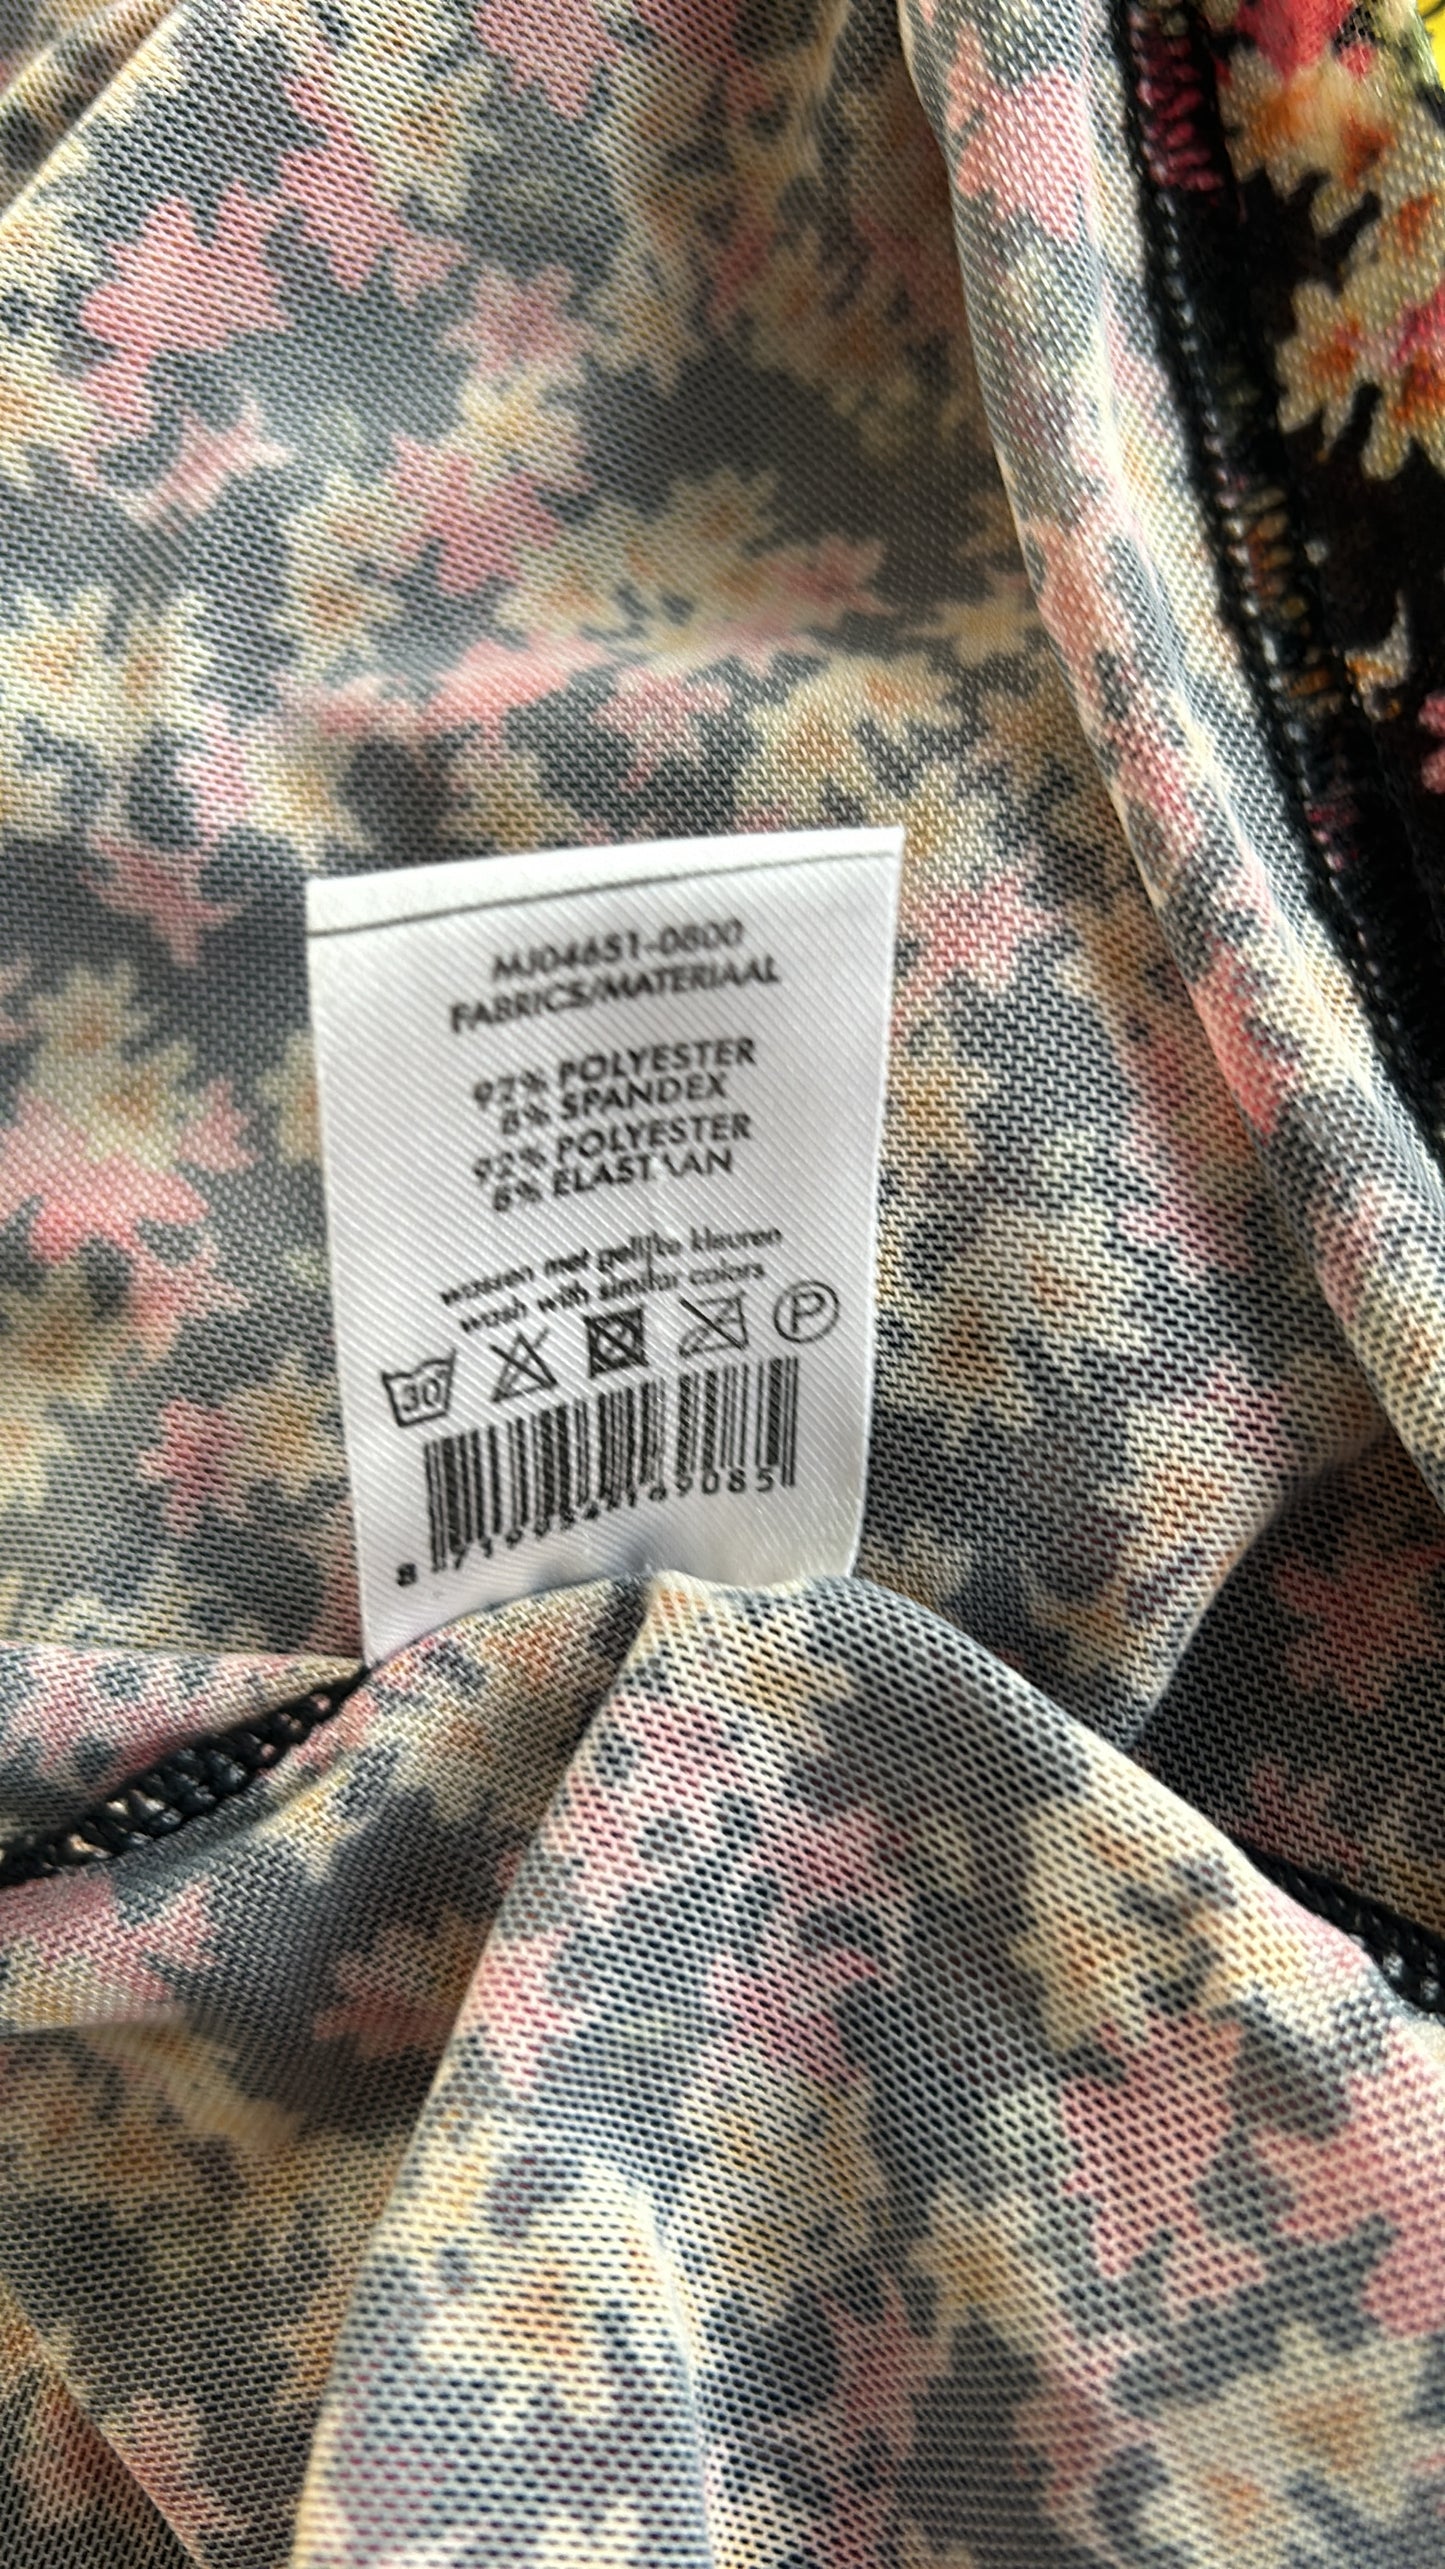 MJ04651-0800
FABRICS/MATERIAAL
92% POLYESTER
8% SPANDEX
92% POLYESTER
8% ELASTAAN
wassen met gelijke kleuren
wash with similar colors
30 P